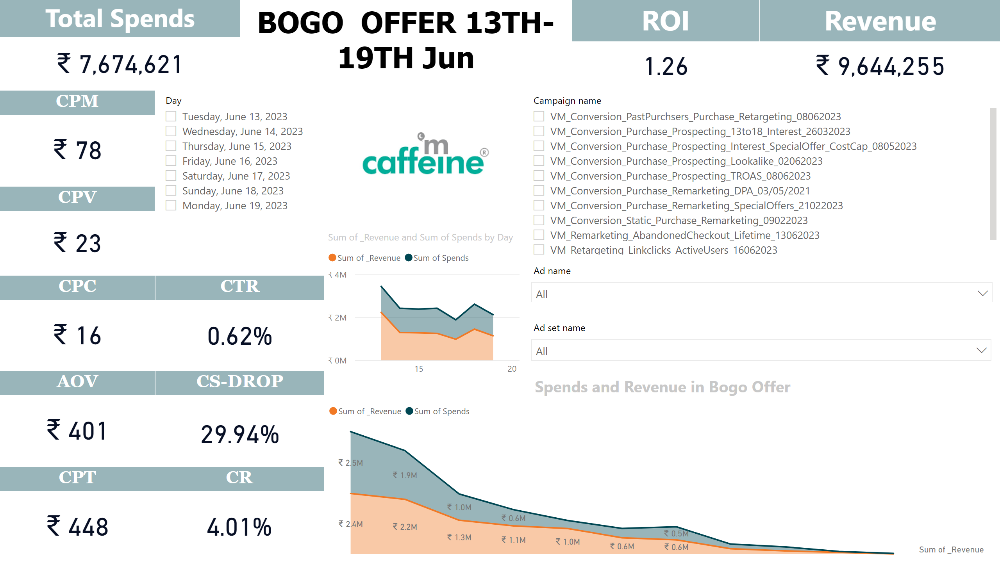 Total Spends
₹ 7,674,621
BOGO OFFER 13TH-
19TH Jun
ROI
1.26
Revenue
₹ 9,644,255
CPM
₹ 78
CPV
₹ 23
CPC
₹ 16
CTR
0.62%
AOV
₹ 401
CS-DROP
29.94%
CPT
₹ 448
CR
4.01%
Day
Tuesday, June 13, 2023
Wednesday, June 14, 2023
Thursday, June 15, 2023
Friday, June 16, 2023
Saturday, June 17, 2023
Sunday, June 18, 2023
Monday, June 19, 2023
'm
caffeine®
Campaign name
VM_Conversion_PastPurchsers_Purchase_Retargeting_08062023
VM_Conversion_Purchase_Prospecting_13to18_Interest_26032023
VM_Conversion_Purchase_Prospecting_Interest_SpecialOffer_CostCap_08052023
VM_Conversion_Purchase_Prospecting_Lookalike_02062023
VM_Conversion_Purchase_Prospecting_TROAS_08062023
VM_Conversion_Purchase_Remarketing_DPA_03/05/2021
VM_Conversion_Purchase_Remarketing_SpecialOffers_21022023
VM_Conversion_Static_Purchase_Remarketing_09022023
VM_Remarketing_AbandonedCheckout_Lifetime_13062023
VM_Retargeting_Linkclicks_ActiveUsers_16062023
Ad name
All
Ad set name
All
Sum of _Revenue and Sum of Spends by Day
Sum of _Revenue Sum of Spends
₹ 4M
₹ 2M
₹ 0M
15 20
Spends and Revenue in Bogo Offer
Sum of _Revenue Sum of Spends
₹ 2.5M
₹ 1.9M
₹ 1.0M
₹ 0.6M
₹ 0.5M
₹ 2.4M
₹ 2.2M
₹ 1.3M
₹ 1.1M
₹ 1.0M
₹ 0.6M
₹ 0.6M
Sum of _Revenue